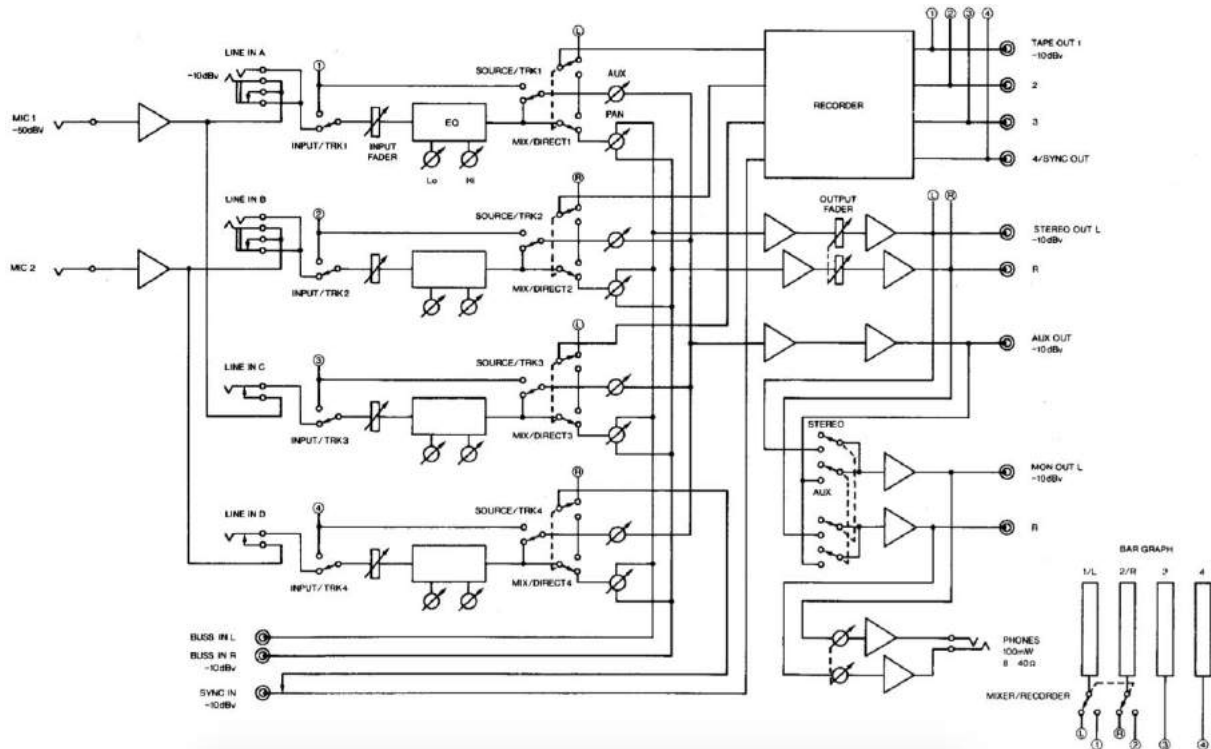 LINE IN A
-10dBv
MIC 1
-50dBV
①
INPUT/TRK1
INPUT
FADER
EQ
Lo
Hi
SOURCE/TRK1
MIX/DIRECT1
L
AUX
PAN
RECORDER
① ② ③ ④
TAPE OUT 1
-10dBv
2
3
4/SYNC OUT
LINE IN B
MIC 2
②
INPUT/TRK2
SOURCE/TRK2
MIX/DIRECT2
R
OUTPUT
FADER
L R
STEREO OUT L
-10dBv
R
AUX OUT
-10dBv
LINE IN C
③
INPUT/TRK3
SOURCE/TRK3
MIX/DIRECT3
L
STEREO
AUX
MON OUT L
-10dBv
R
LINE IN D
④
INPUT/TRK4
SOURCE/TRK4
MIX/DIRECT4
R
BUSS IN L
BUSS IN R
-10dBv
SYNC IN
-10dBv
PHONES
100mW
8 40Ω
BAR GRAPH
1/L 2/R 3 4
MIXER/RECORDER
L ① R ② ③ ④